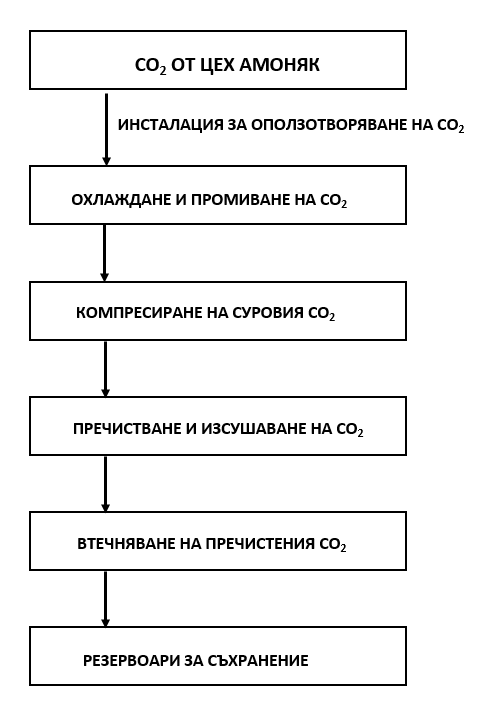 CO₂ ОТ ЦЕХ АМОНЯК
ИНСТАЛАЦИЯ ЗА ОПОЛЗОТВОРЯВАНЕ НА CO₂
ОХЛАЖДАНЕ И ПРОМИВАНЕ НА CO₂
КОМПРЕСИРАНЕ НА СУРОВИЯ CO₂
ПРЕЧИСТВАНЕ И ИЗСУШАВАНЕ НА CO₂
ВТЕЧНЯВАНЕ НА ПРЕЧИСТЕНИЯ CO₂
РЕЗЕРВОАРИ ЗА СЪХРАНЕНИЕ